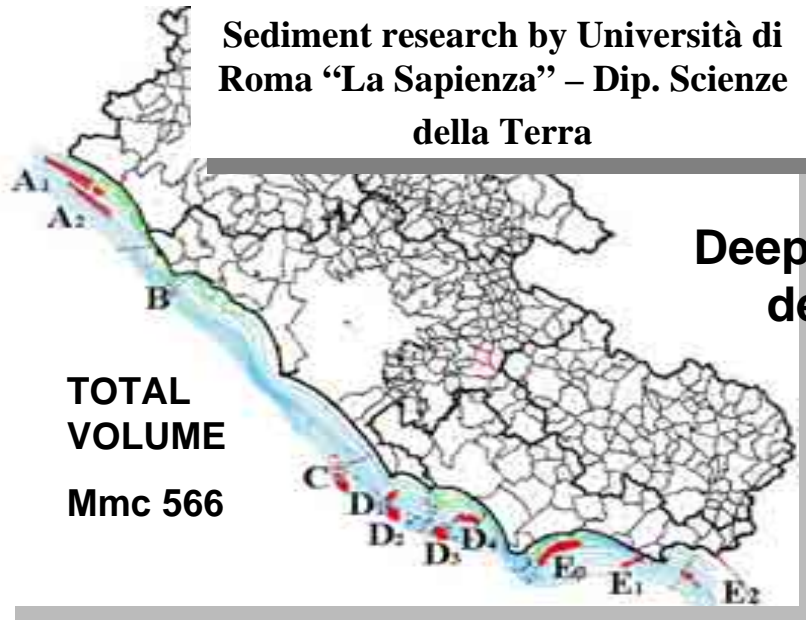 Sediment research by Università di
Roma “La Sapienza” – Dip. Scienze
della Terra
Deep
de
A1
A2
B
TOTAL
VOLUME
Mmc 566
C
D1
D2
D3
D4
E0
E1
E2